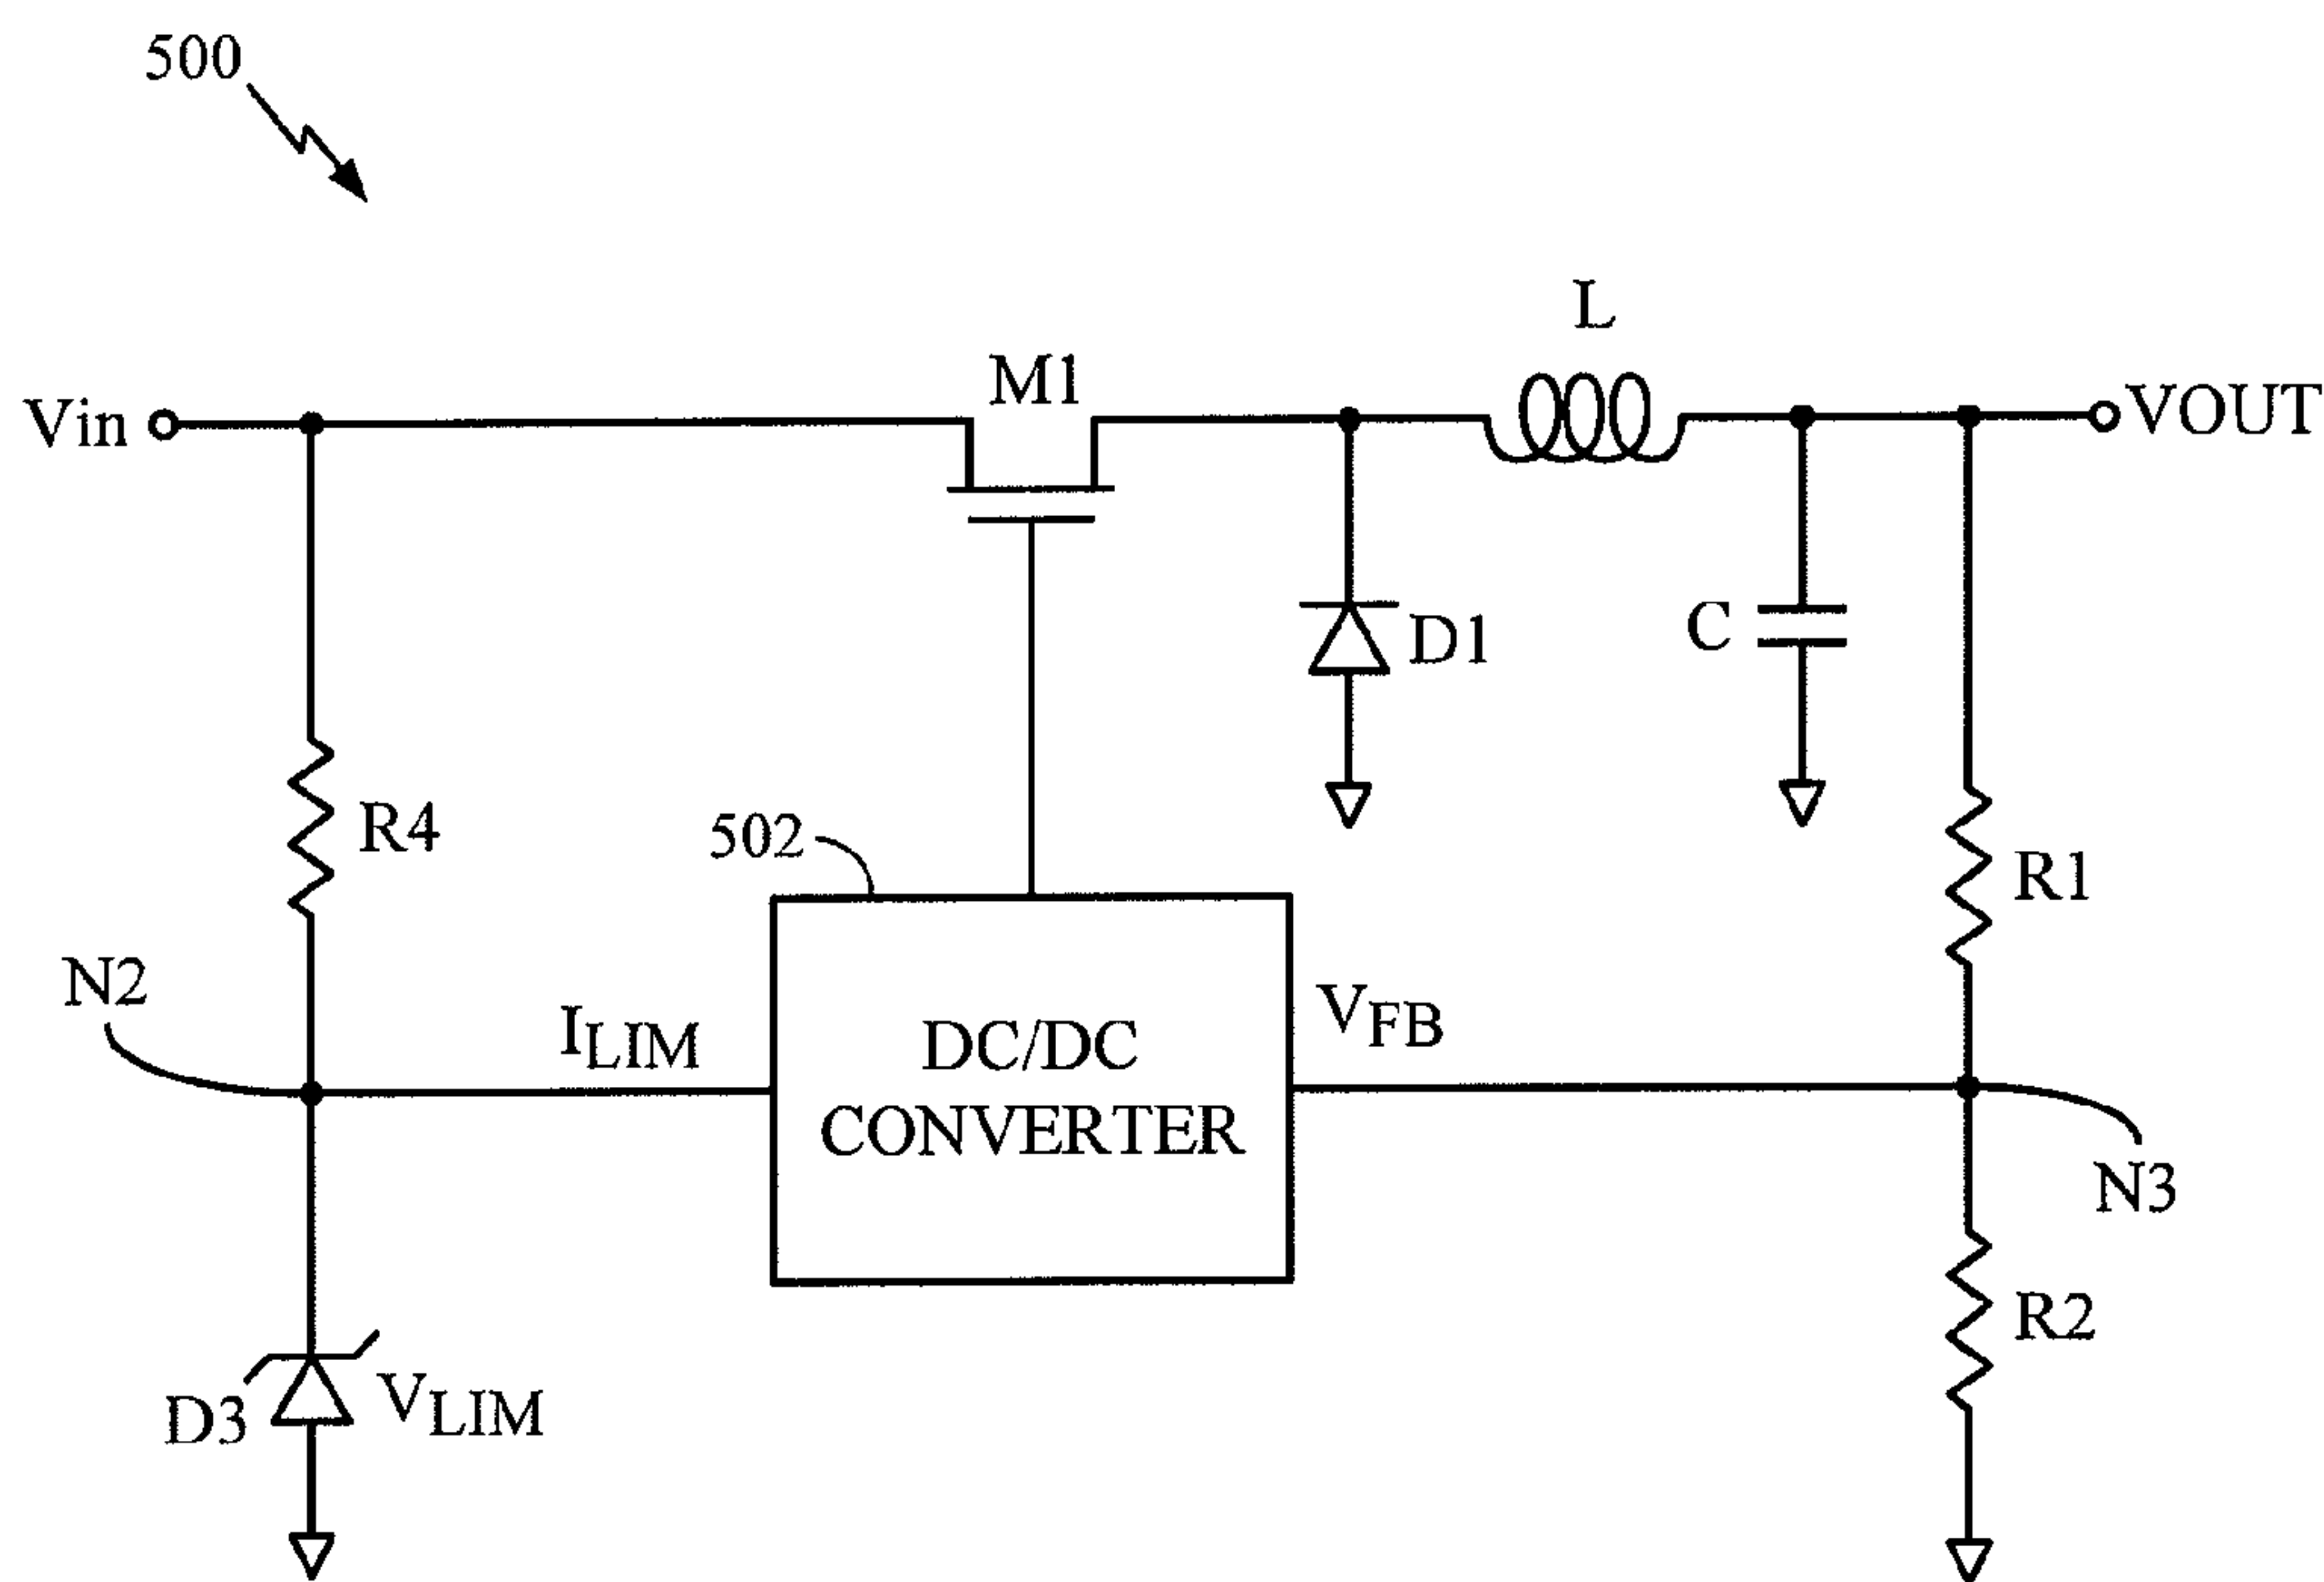 500
L
M1
Vin
VOUT
D1
C
R4
502
R1
N2
ILIM
DC/DC
CONVERTER
VFB
N3
R2
D3
VLIM